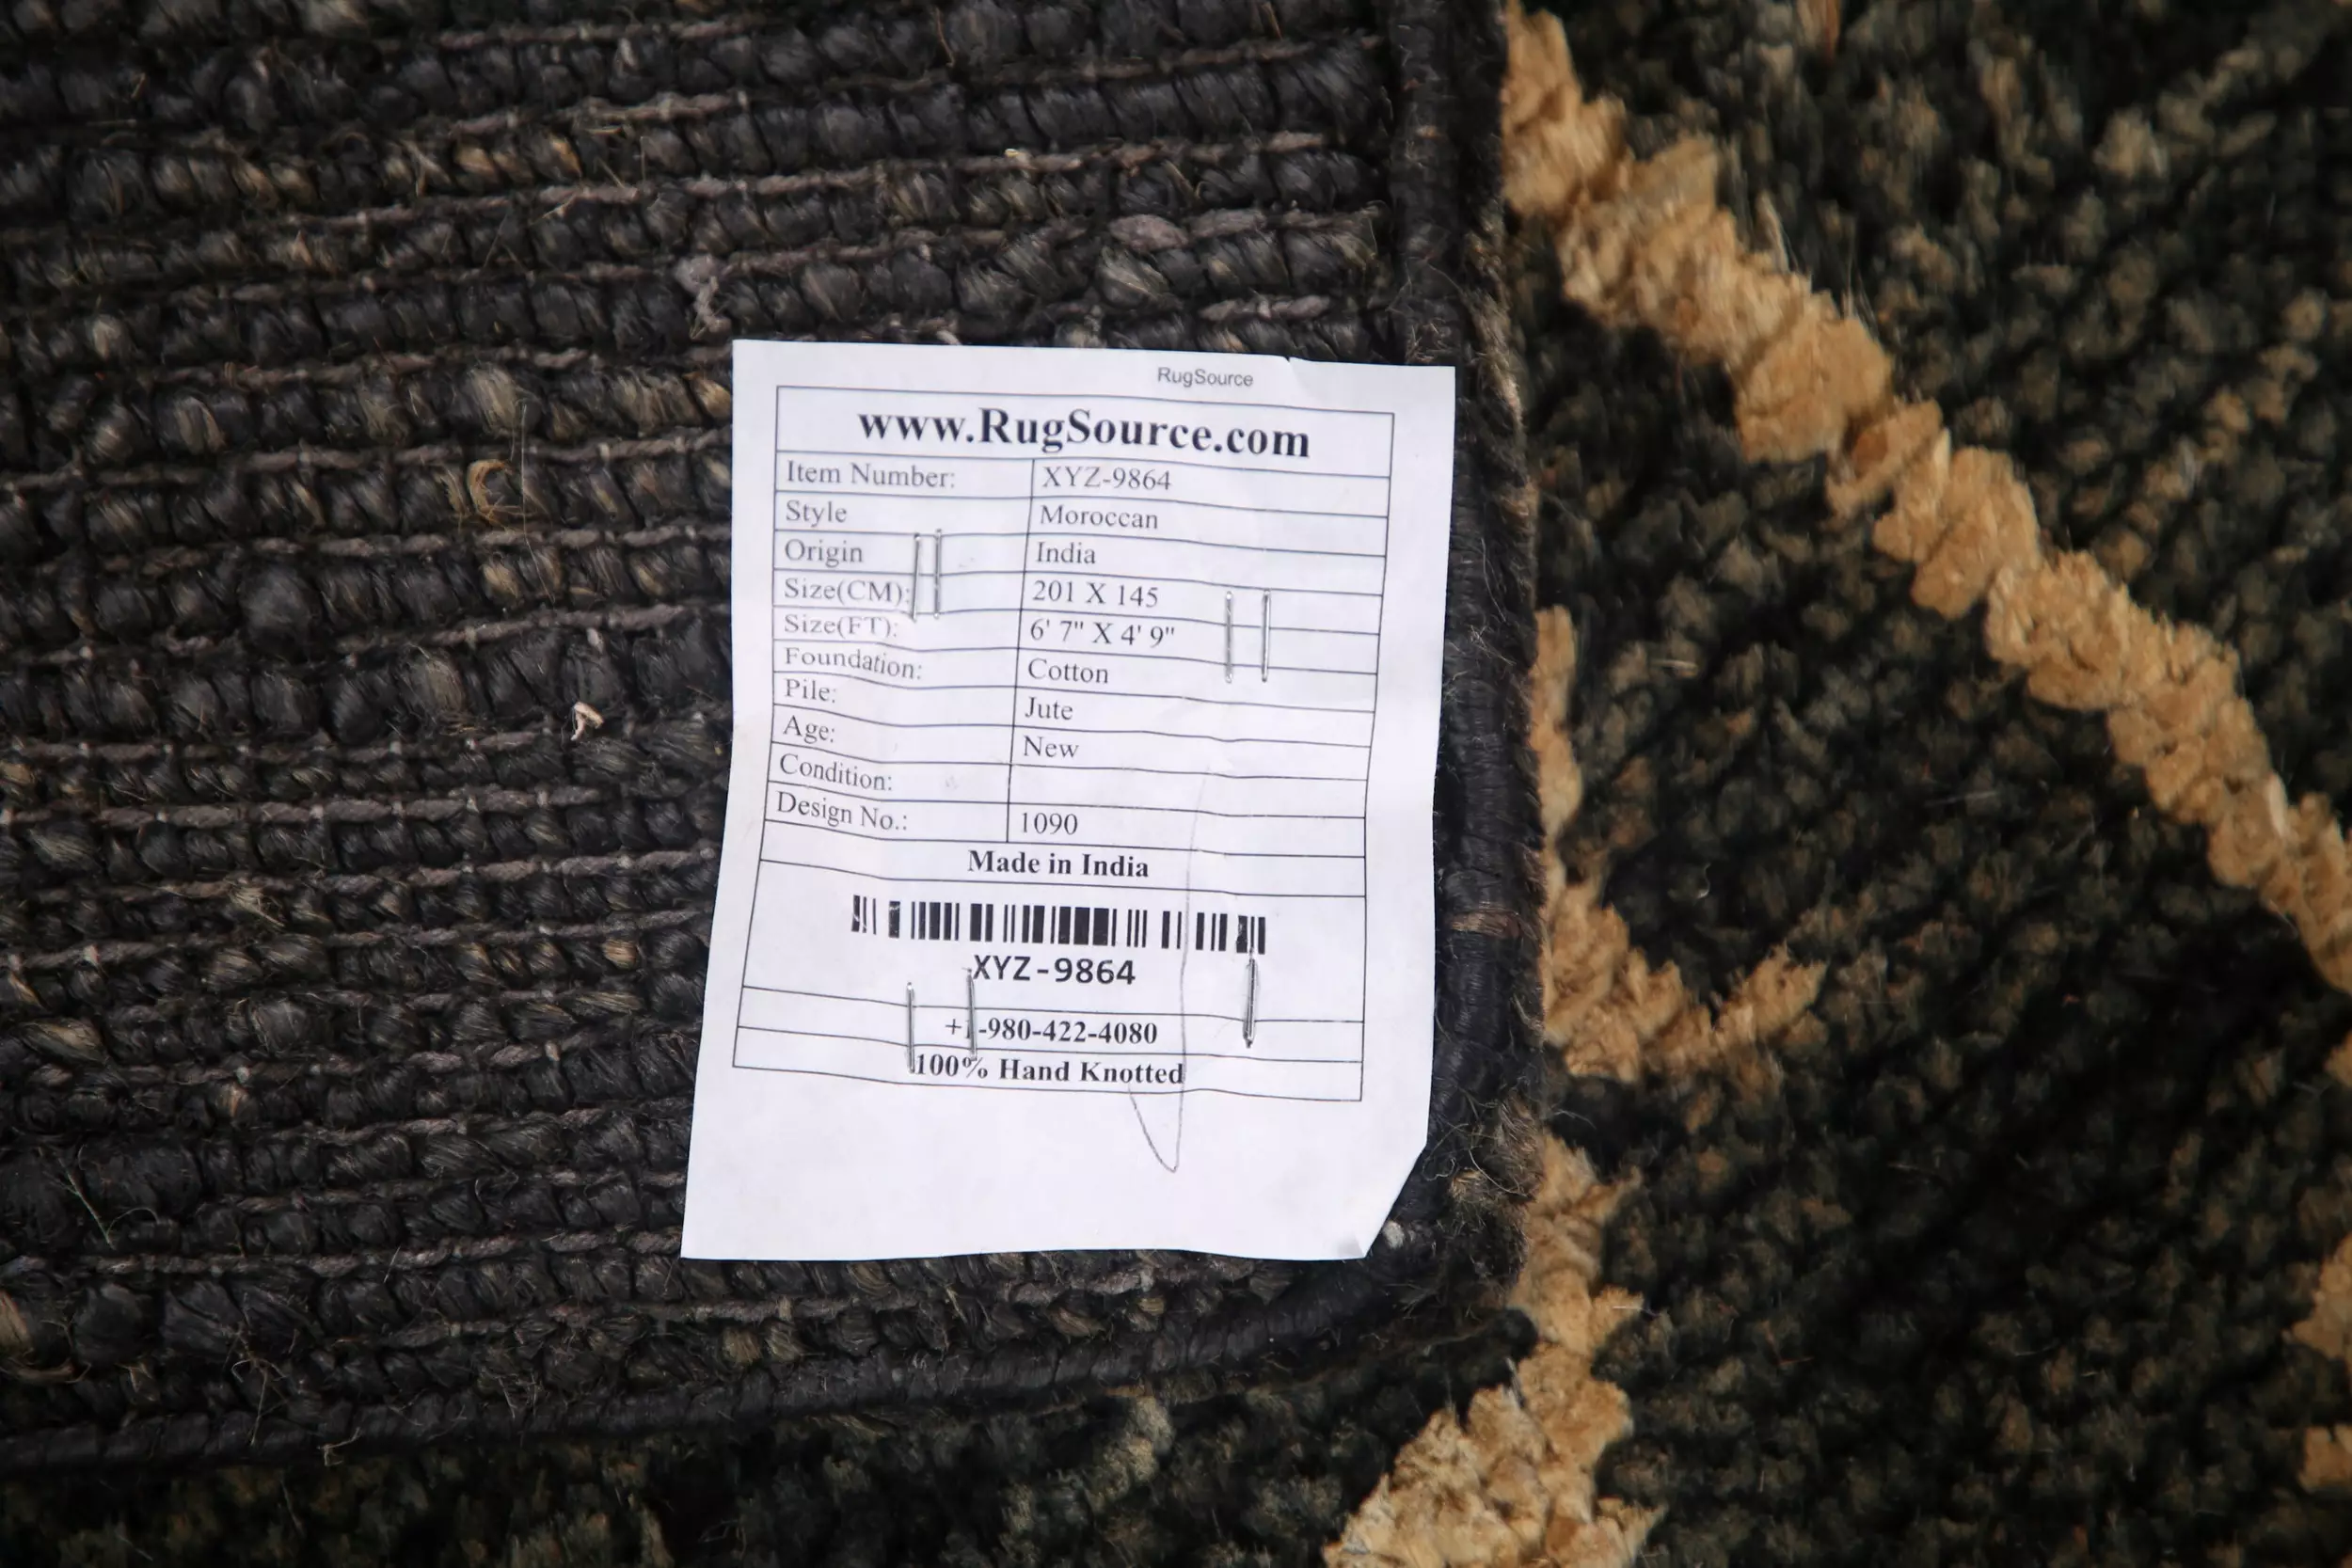 RugSource
www.RugSource.com
Item Number: XYZ-9864
Style Moroccan
Origin India
Size(CM): 201 X 145
Size(FT): 6' 7" X 4' 9"
Foundation: Cotton
Pile: Jute
Age: New
Condition:
Design No.: 1090
Made in India
XYZ-9864
+1-980-422-4080
100% Hand Knotted